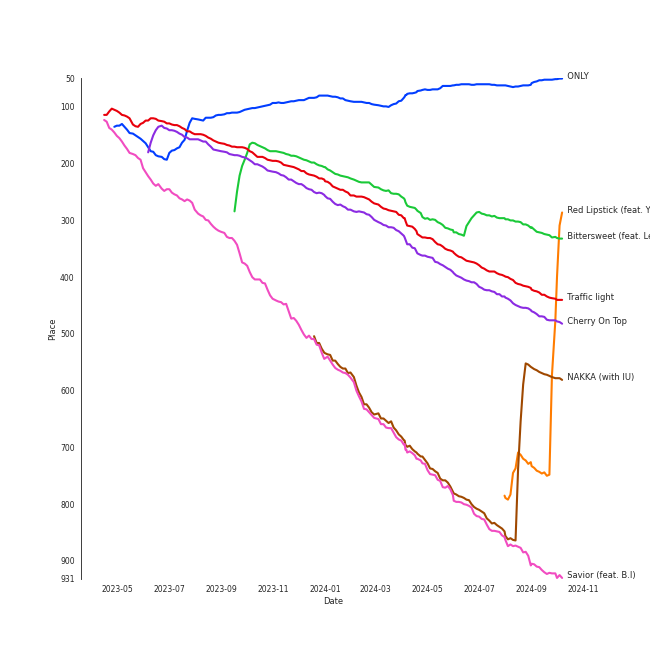 50
100
200
300
400
500
600
700
800
900
931
Place
2023-05
2023-07
2023-09
2023-11
2024-01
2024-03
2024-05
2024-07
2024-09
2024-11
Date
ONLY
Red Lipstick (feat. Y
Bittersweet (feat. Le
Traffic light
Cherry On Top
NAKKA (with IU)
Savior (feat. B.I)